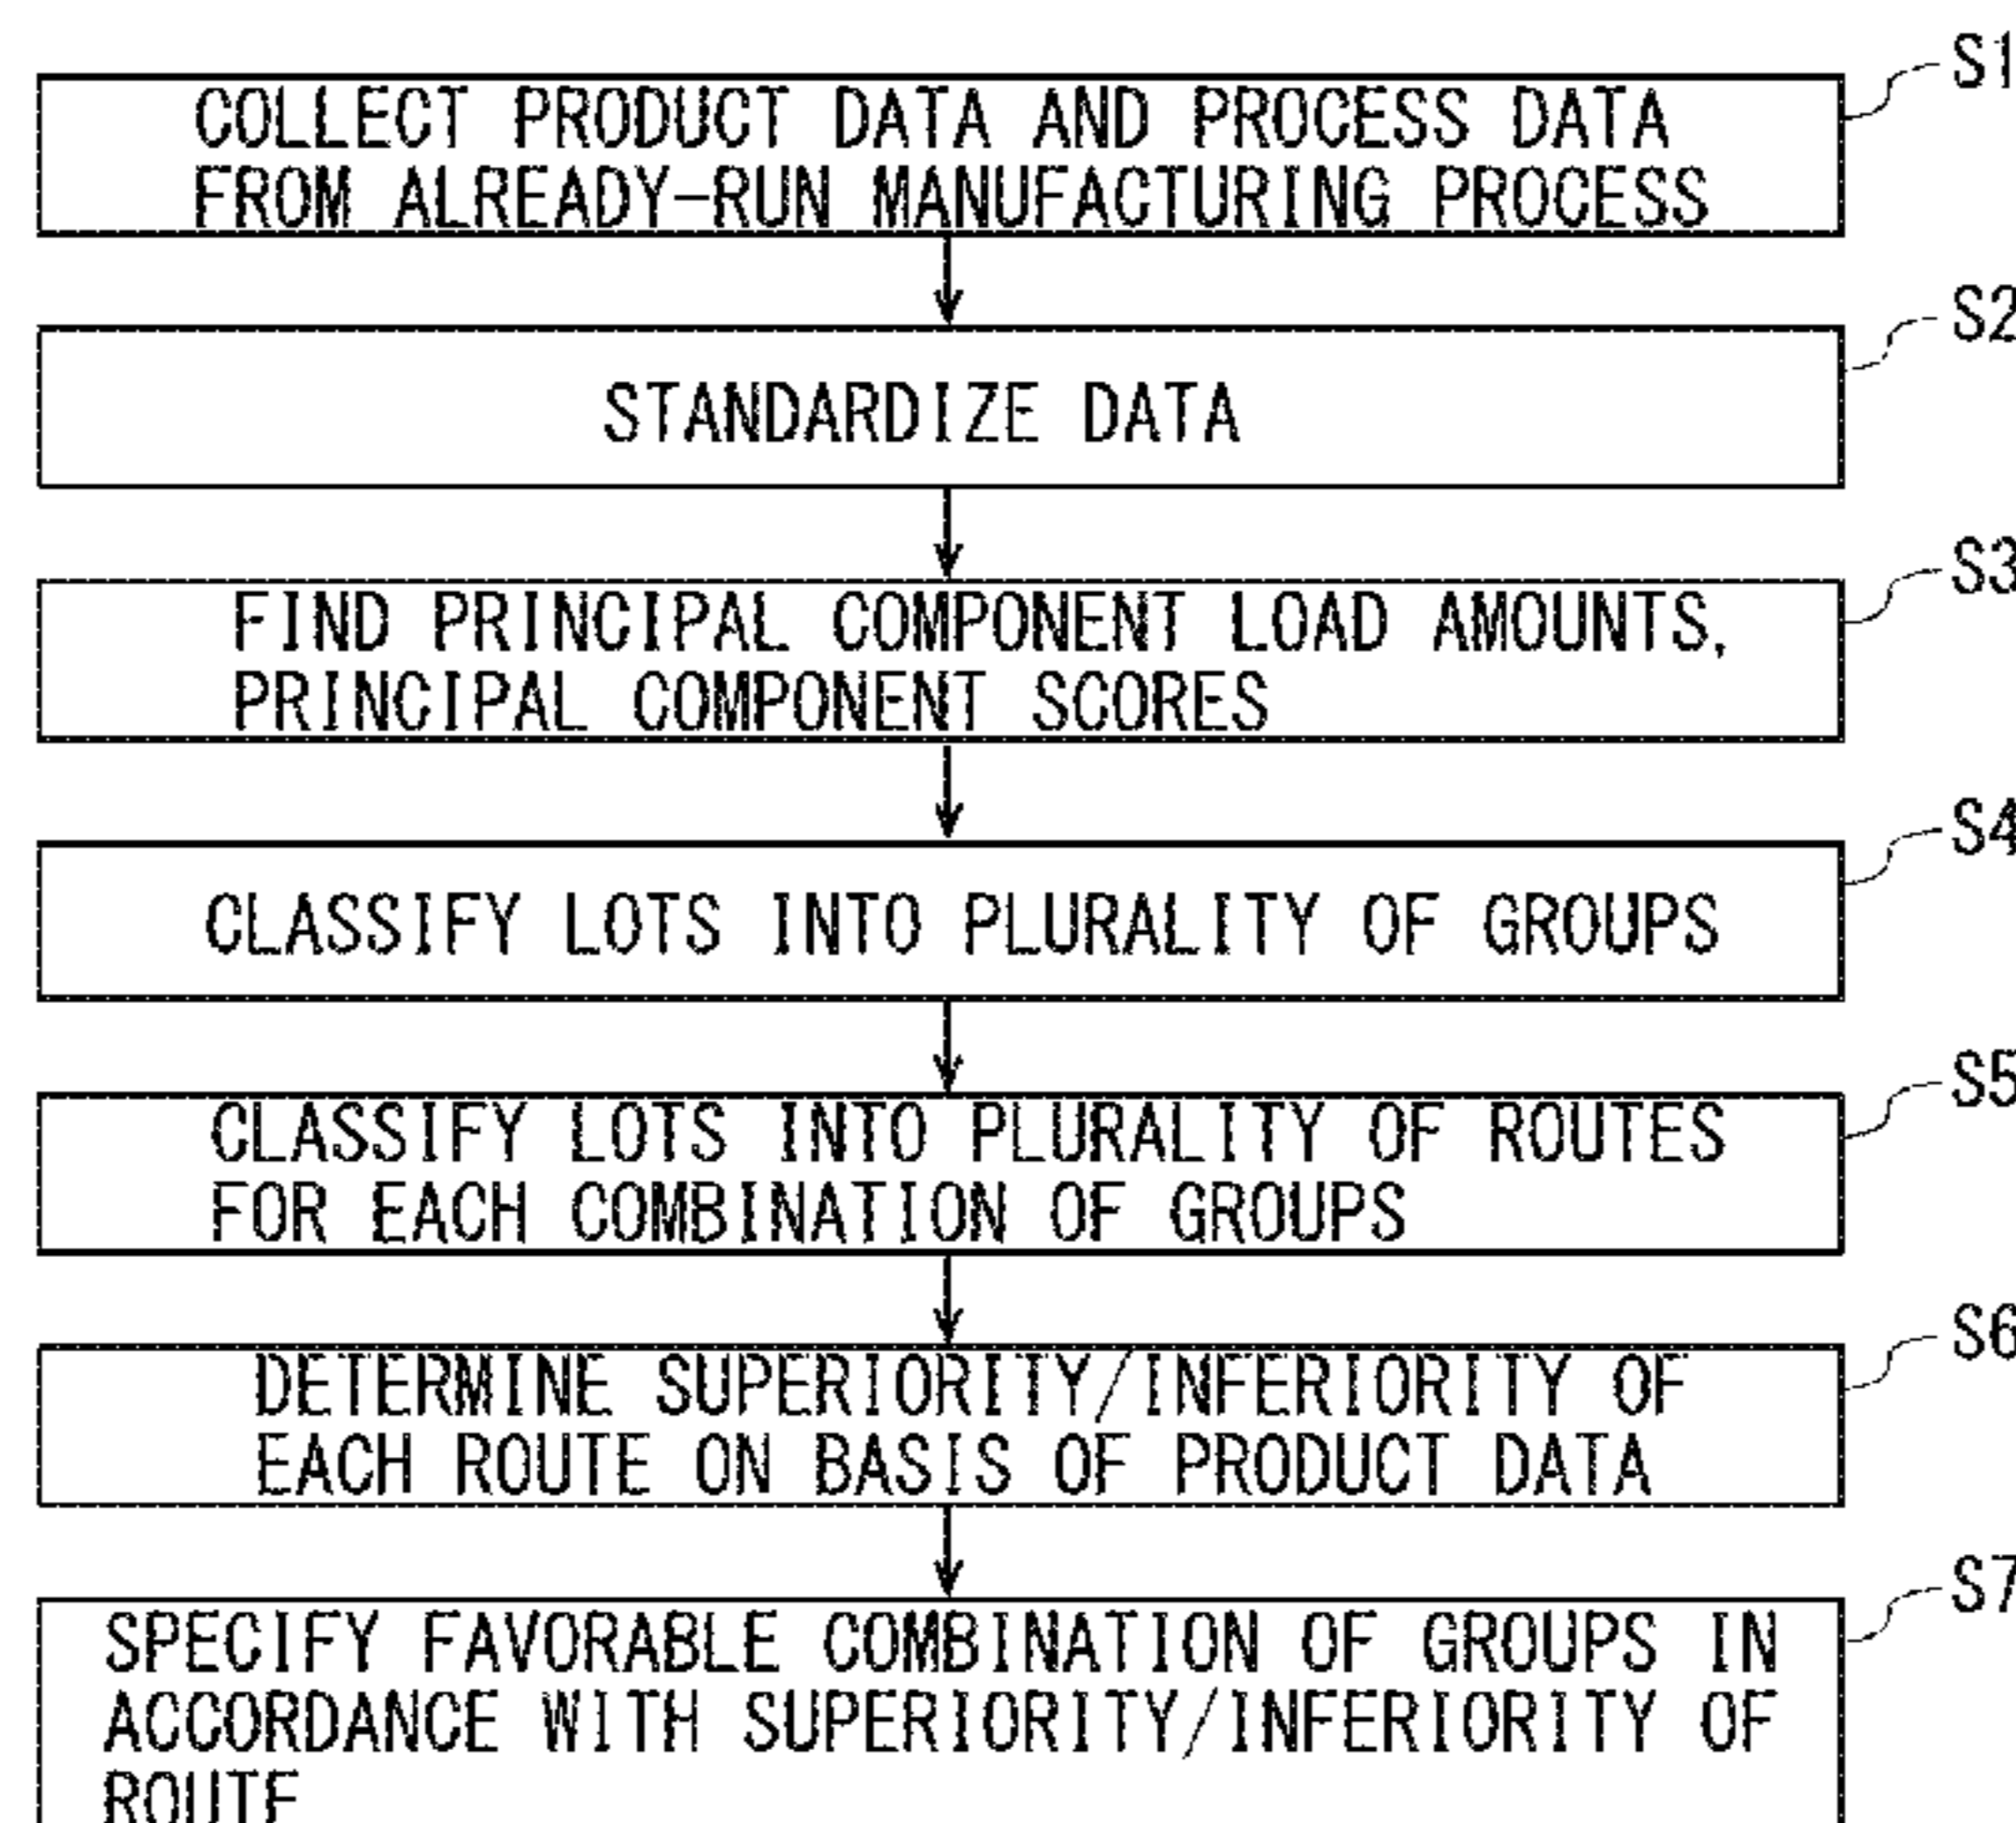 S1
COLLECT PRODUCT DATA AND PROCESS DATA
FROM ALREADY-RUN MANUFACTURING PROCESS
S2
STANDARDIZE DATA
S3
FIND PRINCIPAL COMPONENT LOAD AMOUNTS,
PRINCIPAL COMPONENT SCORES
S4
CLASSIFY LOTS INTO PLURALITY OF GROUPS
S5
CLASSIFY LOTS INTO PLURALITY OF ROUTES
FOR EACH COMBINATION OF GROUPS
S6
DETERMINE SUPERIORITY/INFERIORITY OF
EACH ROUTE ON BASIS OF PRODUCT DATA
S7
SPECIFY FAVORABLE COMBINATION OF GROUPS IN
ACCORDANCE WITH SUPERIORITY/INFERIORITY OF
ROUTE